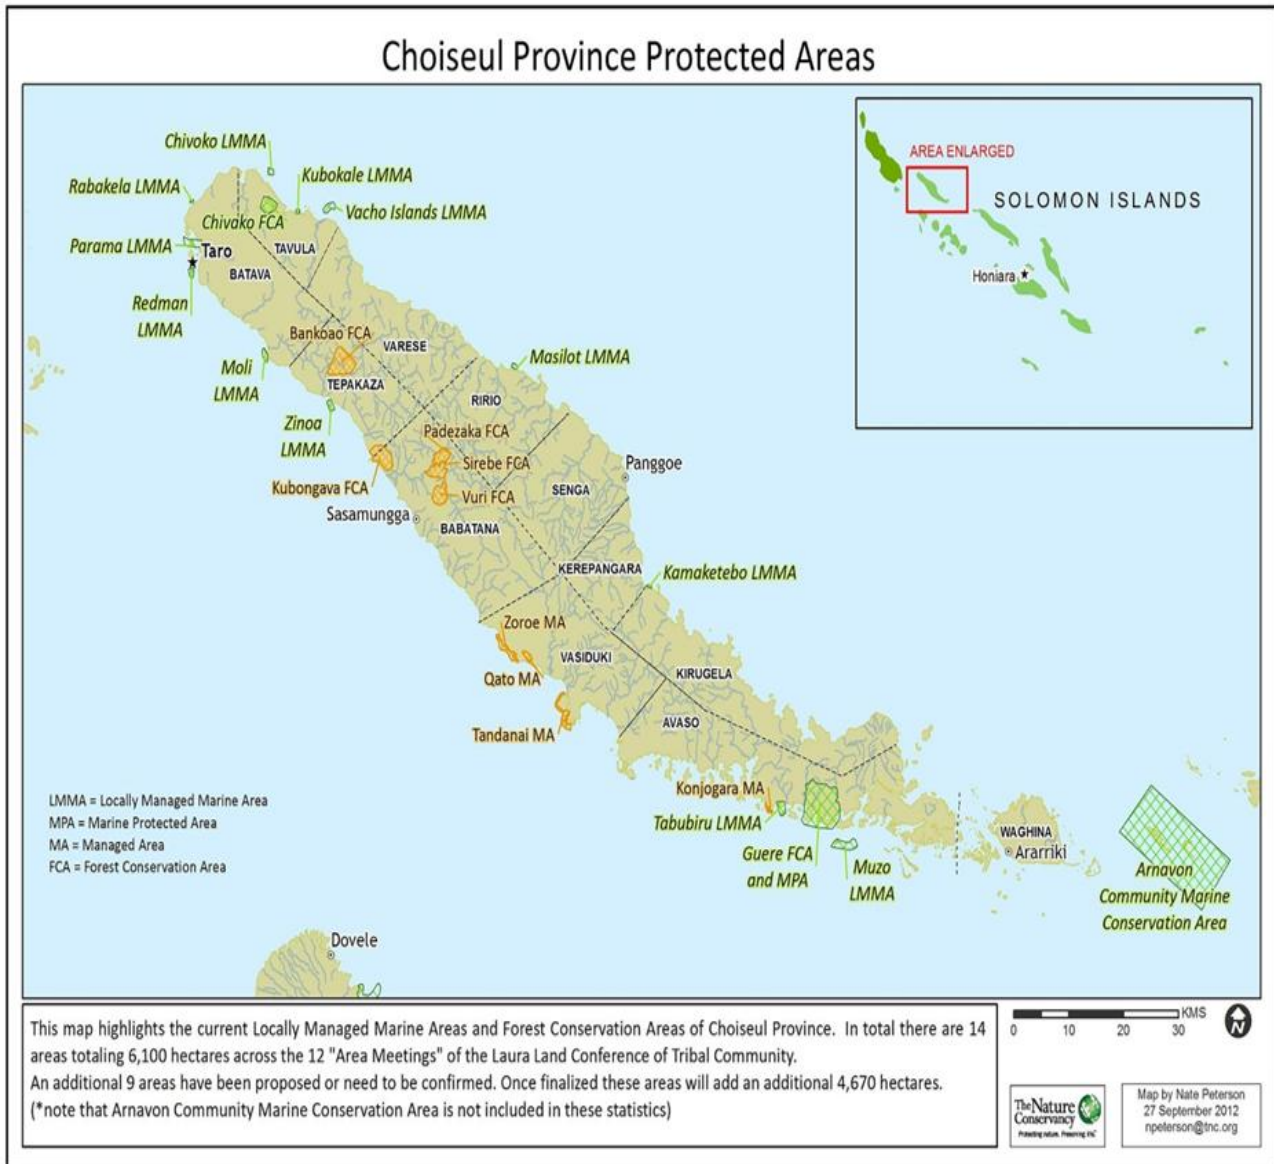 Choiseul Province Protected Areas
Chivoko LMMA
Rabakela LMMA
Kubokale LMMA
Chivako FCA
Vacho Islands LMMA
Parama LMMA
Taro
TAVULA
BATAVA
Redman
LMMA
Bankoao FCA
VARESE
Moli
LMMA
TEPAKAZA
Masilot LMMA
RIRIO
Zinoa
LMMA
Padezaka FCA
Sirebe FCA
Panggoe
Kubongava FCA
Vuri FCA
SENGA
Sasamungga
BABATANA
KEREPANGARA
Kamaketebo LMMA
Zoroe MA
VASIDUKI
Qato MA
KIRUGELA
AVASO
Tandanai MA
Konjogara MA
Tabubiru LMMA
Guere FCA
and MPA
Muzo
LMMA
WAGHINA
Ararriki
Arnavon
Community Marine
Conservation Area
Dovele
AREA ENLARGED
SOLOMON ISLANDS
Honiara
LMMA = Locally Managed Marine Area
MPA = Marine Protected Area
MA = Managed Area
FCA = Forest Conservation Area
This map highlights the current Locally Managed Marine Areas and Forest Conservation Areas of Choiseul Province. In total there are 14
areas totaling 6,100 hectares across the 12 "Area Meetings" of the Laura Land Conference of Tribal Community.
An additional 9 areas have been proposed or need to be confirmed. Once finalized these areas will add an additional 4,670 hectares.
(*note that Arnavon Community Marine Conservation Area is not included in these statistics)
KMS
0 10 20 30
N
The Nature
Conservancy
Protecting nature. Preserving life.
Map by Nate Peterson
27 September 2012
npeterson@tnc.org